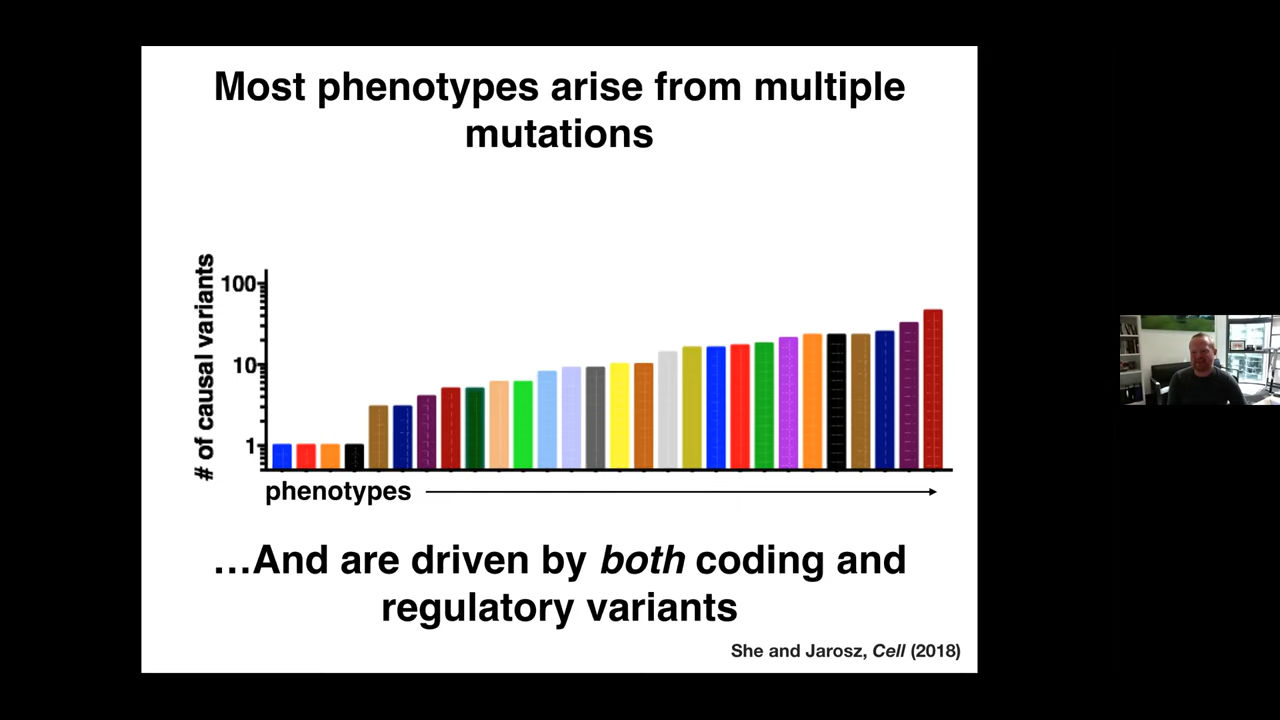 Most phenotypes arise from multiple
mutations
# of causal variants
100
10
1
phenotypes
…And are driven by both coding and
regulatory variants
She and Jarosz, Cell (2018)